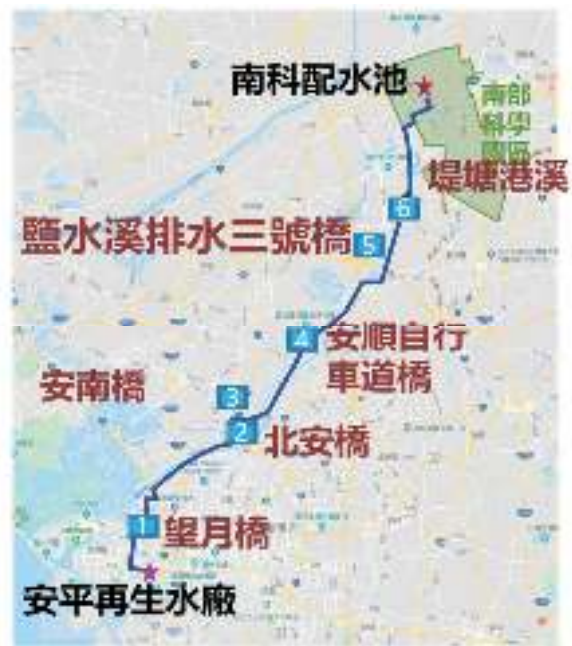 南科配水池
南部
科學
園區
堤塘港溪
6
鹽水溪排水三號橋
5
4
安順自行
車道橋
安南橋
3
2
北安橋
1
望月橋
安平再生水廠